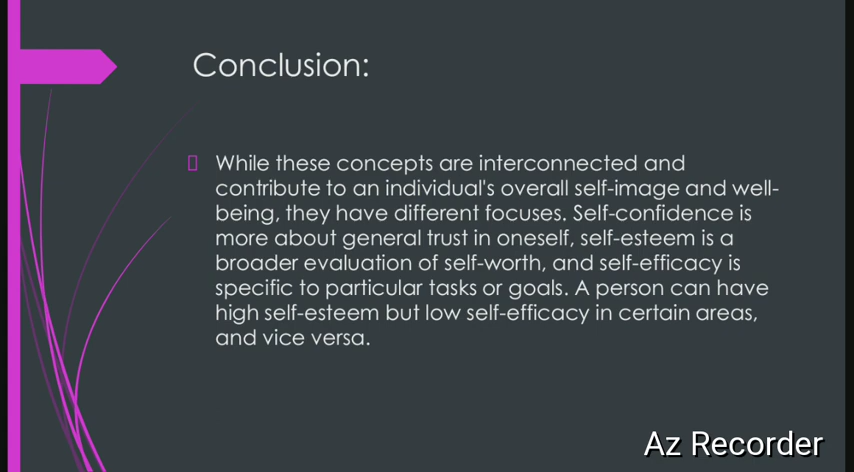 Conclusion:
While these concepts are interconnected and
contribute to an individual's overall self-image and well-
being, they have different focuses. Self-confidence is
more about general trust in oneself, self-esteem is a
broader evaluation of self-worth, and self-efficacy is
specific to particular tasks or goals. A person can have
high self-esteem but low self-efficacy in certain areas,
and vice versa.
Az Recorder